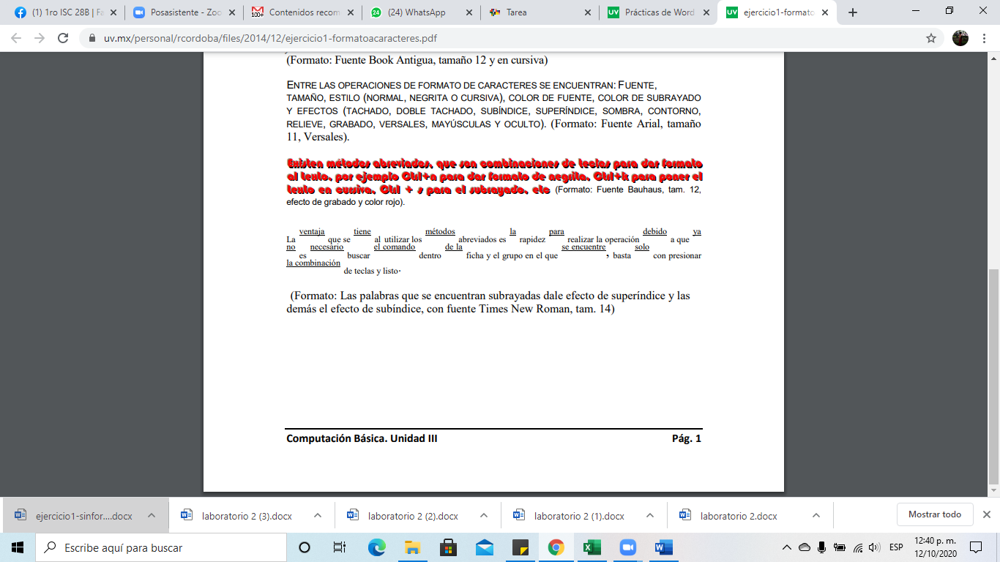 (1) 1ro ISC 28B | Fa
Posasistente - Zoo
Contenidos recom
(24) WhatsApp
Tarea
Prácticas de Word
ejercicio1-formato
uv.mx/personal/rcordoba/files/2014/12/ejercicio1-formatoacaracteres.pdf
(Formato: Fuente Book Antigua, tamaño 12 y en cursiva)
ENTRE LAS OPERACIONES DE FORMATO DE CARACTERES SE ENCUENTRAN: FUENTE,
TAMAÑO, ESTILO (NORMAL, NEGRITA O CURSIVA), COLOR DE FUENTE, COLOR DE SUBRAYADO
Y EFECTOS (TACHADO, DOBLE TACHADO, SUBÍNDICE, SUPERÍNDICE, SOMBRA, CONTORNO,
RELIEVE, GRABADO, VERSALES, MAYÚSCULAS Y OCULTO). (Formato: Fuente Arial, tamaño
11, Versales).
Existen métodos abreviados, que son combinaciones de teclas para dar formato
al texto, por ejemplo Ctrl+n para dar formato de negrita, Ctrl+k para poner el
texto en cursiva, Ctrl + s para el subrayado, etc (Formato: Fuente Bauhaus, tam. 12,
efecto de grabado y color rojo).
La ventaja que se tiene al utilizar los métodos abreviados es la rapidez para realizar la operación debido a que ya
no es necesario buscar el comando dentro de la ficha y el grupo en el que se encuentre, basta solo con presionar
la combinación de teclas y listo.
(Formato: Las palabras que se encuentran subrayadas dale efecto de superíndice y las
demás el efecto de subíndice, con fuente Times New Roman, tam. 14)
Computación Básica. Unidad III Pág. 1
ejercicio1-sinfor....docx
laboratorio 2 (3).docx
laboratorio 2 (2).docx
laboratorio 2 (1).docx
laboratorio 2.docx
Mostrar todo
Escribe aquí para buscar
ESP
12:40 p. m.
12/10/2020